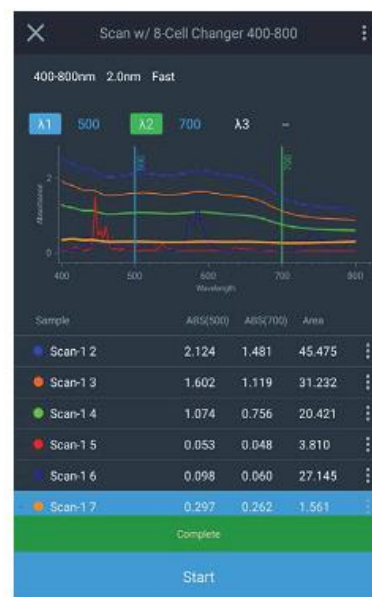 Scan w/ 8-Cell Changer 400-800
400-800nm 2.0nm Fast
λ1 500 λ2 700 λ3 --
500 700
Absorbance
2
0
400 500 600 700 800
Wavelength
Sample ABS(500) ABS(700) Area
Scan-1 2 2.124 1.481 45.475
Scan-1 3 1.602 1.119 31.232
Scan-1 4 1.074 0.756 20.421
Scan-1 5 0.053 0.048 3.810
Scan-1 6 0.098 0.060 27.145
Scan-1 7 0.297 0.262 1.561
Complete
Start